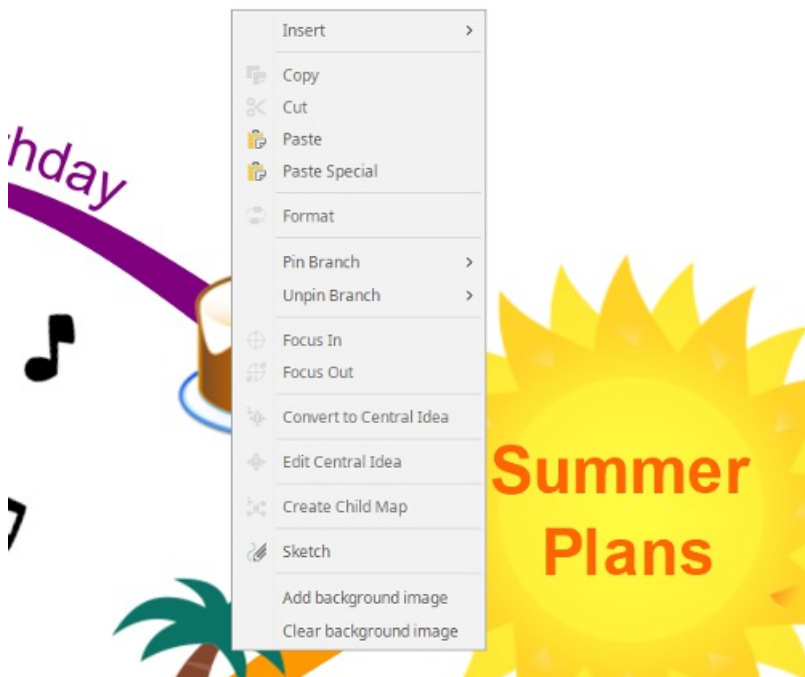 Insert
Copy
Cut
Paste
Paste Special
Format
Pin Branch
Unpin Branch
Focus In
Focus Out
Convert to Central Idea
Edit Central Idea
Create Child Map
Sketch
Add background image
Clear background image
hday
Summer
Plans